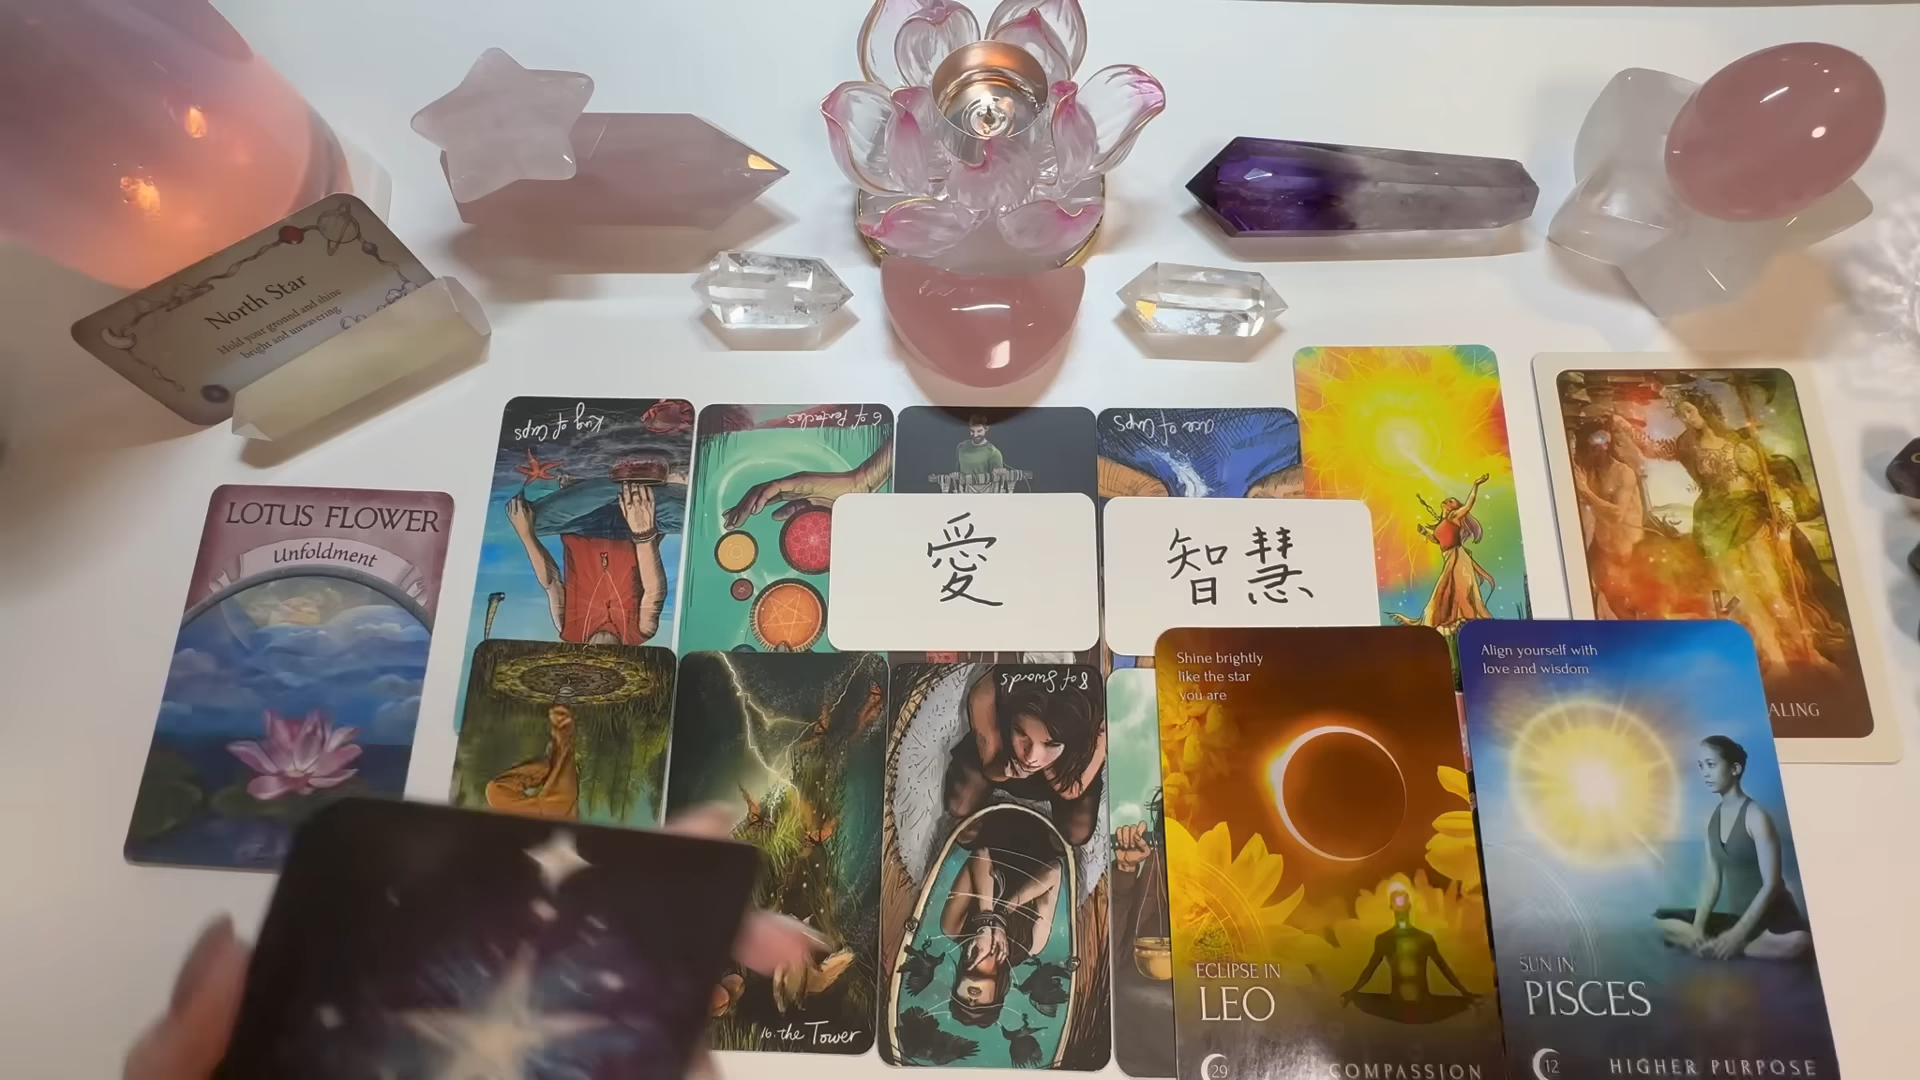 North Star
Hold your ground and shine
bright and unwavering.
LOTUS FLOWER
Unfoldment
King of Cups
6 of Pentacles
ace of Cups
愛
智慧
ALING
16. the Tower
8 of Swords
Shine brightly
like the star
you are
ECLIPSE IN
LEO
29
COMPASSION
Align yourself with
love and wisdom
SUN IN
PISCES
12
HIGHER PURPOSE